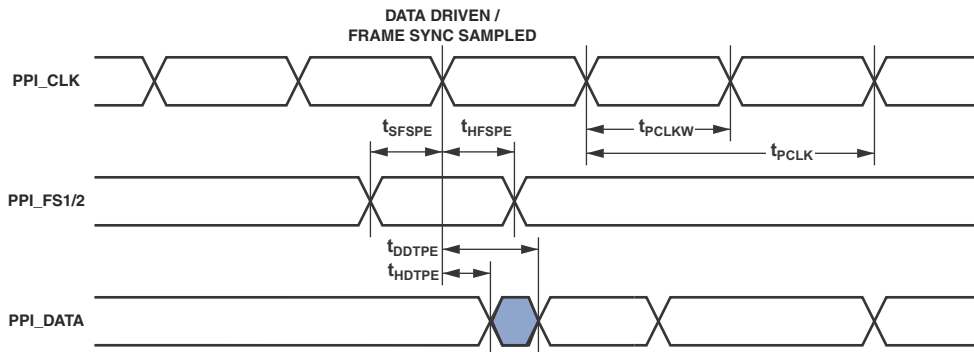 DATA DRIVEN /
FRAME SYNC SAMPLED
PPI_CLK
tSFSPE
tHFSPE
tPCLKW
tPCLK
PPI_FS1/2
tDDTPE
tHDTPE
PPI_DATA